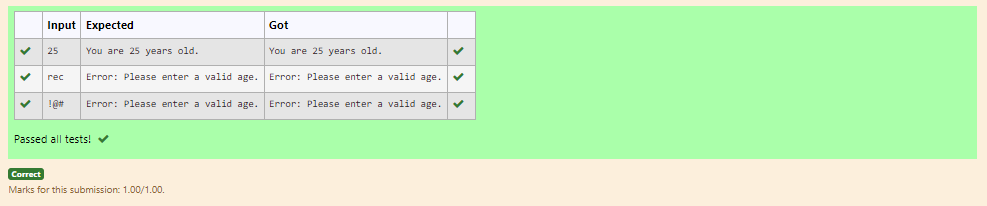 Input Expected Got
25 You are 25 years old. You are 25 years old.
rec Error: Please enter a valid age. Error: Please enter a valid age.
!@# Error: Please enter a valid age. Error: Please enter a valid age.
Passed all tests!
Correct
Marks for this submission: 1.00/1.00.